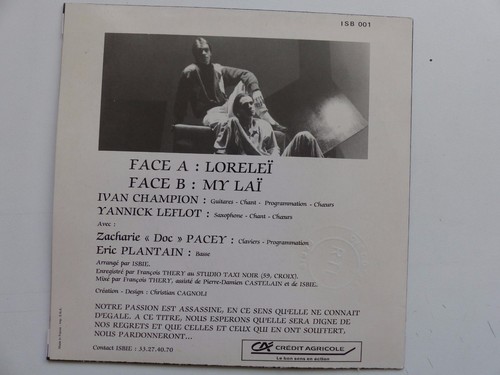 ISB 001
FACE A : LORELEÏ
FACE B : MY LAÏ
IVAN CHAMPION : Guitares - Chant - Programmation - Chœurs
YANNICK LEFLOT : Saxophone - Chant - Chœurs
Avec :
Zacharie « Doc » PACEY : Claviers - Programmation
Eric PLANTAIN : Basse
Arrangé par ISBIE.
Enregistré par François THERY au STUDIO TAXI NOIR (59, CROIX).
Mixé par François THERY, assisté de Pierre-Damien CASTELAIN et de ISBIE.
Création - Design : Christian CAGNOLI
NOTRE PASSION EST ASSASSINE, EN CE SENS QU'ELLE NE CONNAIT
D'EGALE. A CE TITRE, NOUS ESPERONS QU'ELLE SERA DIGNE DE
NOS REGRETS ET QUE CELLES ET CEUX QUI EN ONT SOUFFERT,
NOUS PARDONNERONT...
Contact ISBIE : 33.27.40.70
CRÉDIT AGRICOLE
Le bon sens en action